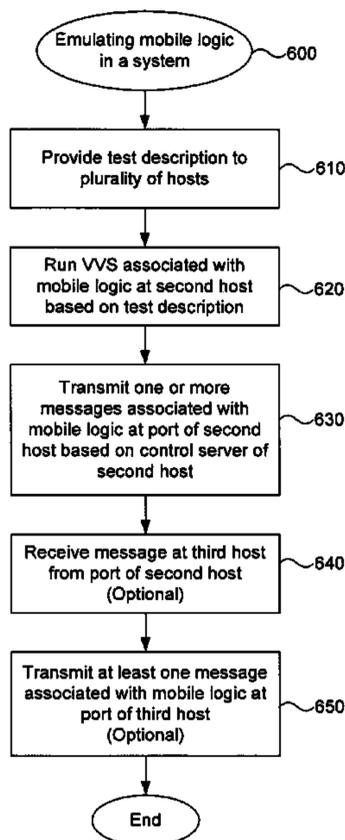 Emulating mobile logic
in a system
600
Provide test description to
plurality of hosts
610
Run VVS associated with
mobile logic at second host
based on test description
620
Transmit one or more
messages associated with
mobile logic at port of second
host based on control server of
second host
630
Receive message at third host
from port of second host
(Optional)
640
Transmit at least one message
associated with mobile logic at
port of third host
(Optional)
650
End